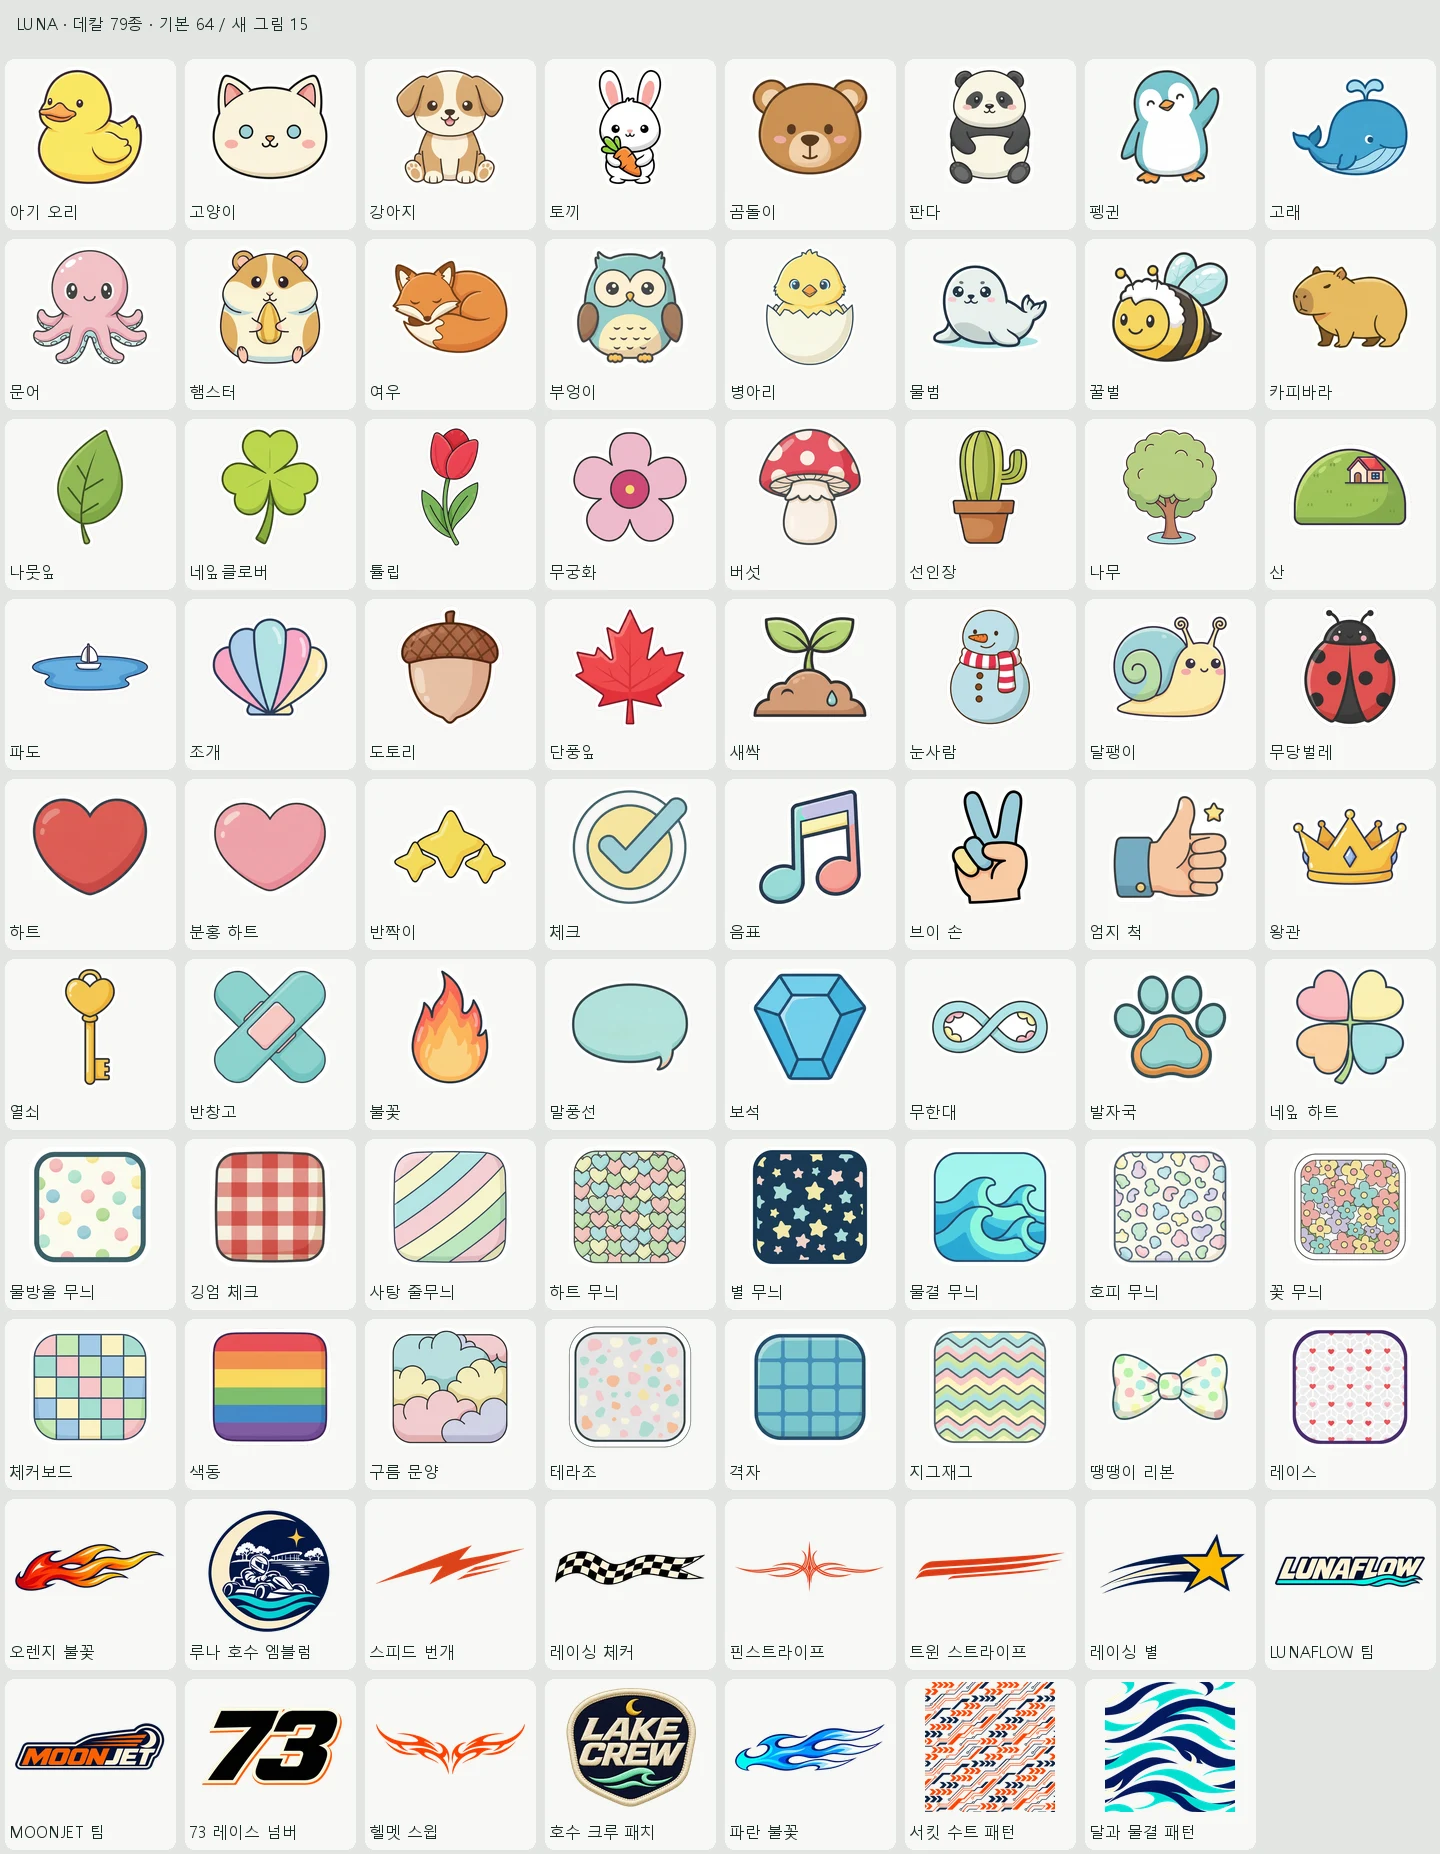 LUNA · 데칼 79종 · 기본 64 / 새 그림 15
아기 오리
고양이
강아지
토끼
곰돌이
판다
펭귄
고래
문어
햄스터
여우
부엉이
병아리
물범
꿀벌
카피바라
나뭇잎
네잎클로버
튤립
무궁화
버섯
선인장
나무
산
파도
조개
도토리
단풍잎
새싹
눈사람
달팽이
무당벌레
하트
분홍 하트
반짝이
체크
음표
브이 손
엄지 척
왕관
열쇠
반창고
불꽃
말풍선
보석
무한대
발자국
네잎 하트
물방울 무늬
깅엄 체크
사탕 줄무늬
하트 무늬
별 무늬
물결 무늬
호피 무늬
꽃 무늬
체커보드
색동
구름 문양
테라조
격자
지그재그
땡땡이 리본
레이스
LUNAFLOW
오렌지 불꽃
루나 호수 엠블럼
스피드 번개
레이싱 체커
핀스트라이프
트윈 스트라이프
레이싱 별
LUNAFLOW 팀
MOONJET
73
LAKE
CREW
MOONJET 팀
73 레이스 넘버
헬멧 스윕
호수 크루 패치
파란 불꽃
서킷 수트 패턴
달과 물결 패턴